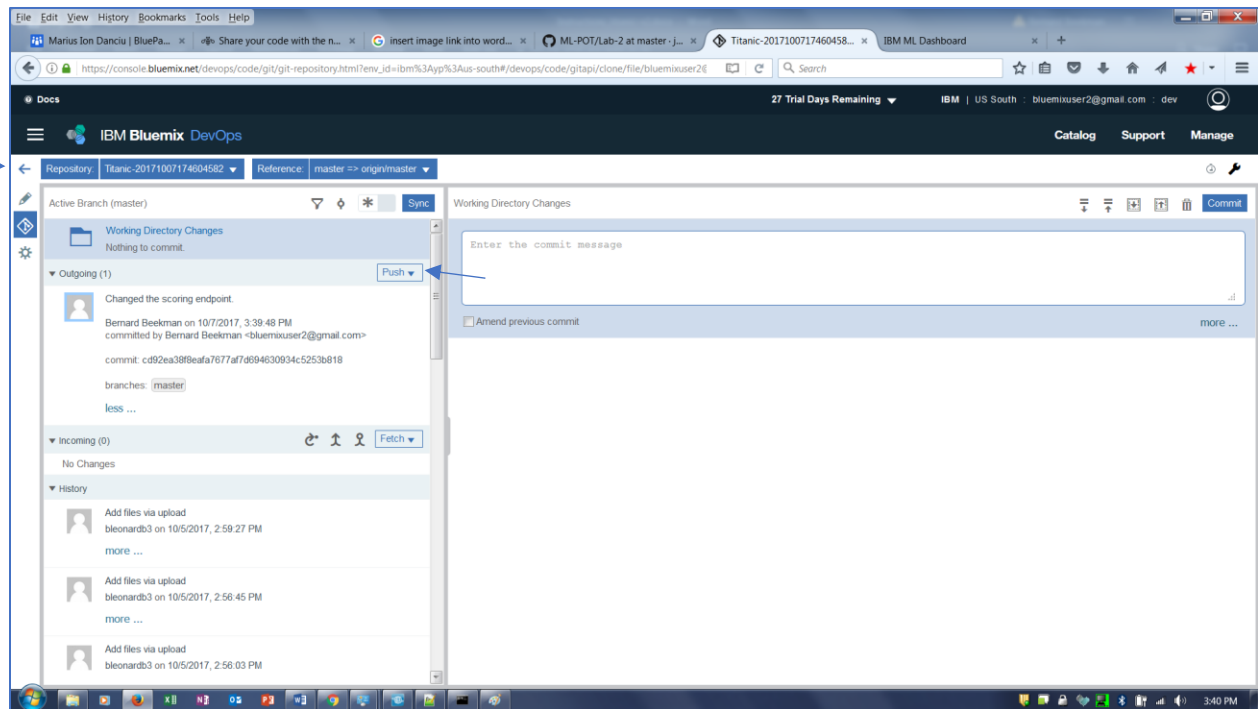 File Edit View History Bookmarks Tools Help
Marius Ion Danciu | BluePa... × Share your code with the n... × insert image link into word... × ML-POT/Lab-2 at master · j... × Titanic-2017100717460458... × IBM ML Dashboard × +
https://console.bluemix.net/devops/code/git/git-repository.html?env_id=ibm%3Ayp%3Aus-south#/devops/code/gitapi/clone/file/bluemixuser2@ Search
Docs 27 Trial Days Remaining IBM | US South : bluemixuser2@gmail.com : dev
IBM Bluemix DevOps Catalog Support Manage
Repository: Titanic-20171007174604582 Reference: master => origin/master
Active Branch (master) Sync Working Directory Changes Commit
Working Directory Changes
Nothing to commit.
Enter the commit message
Outgoing (1) Push
Changed the scoring endpoint.
Bernard Beekman on 10/7/2017, 3:39:48 PM
committed by Bernard Beekman <bluemixuser2@gmail.com>
Amend previous commit more ...
commit: cd92ea38f8eafa7677af7d694630934c5253b818
branches: master
less ...
Incoming (0) Fetch
No Changes
History
Add files via upload
bleonardb3 on 10/5/2017, 2:59:27 PM
more ...
Add files via upload
bleonardb3 on 10/5/2017, 2:56:45 PM
more ...
Add files via upload
bleonardb3 on 10/5/2017, 2:56:03 PM
3:40 PM